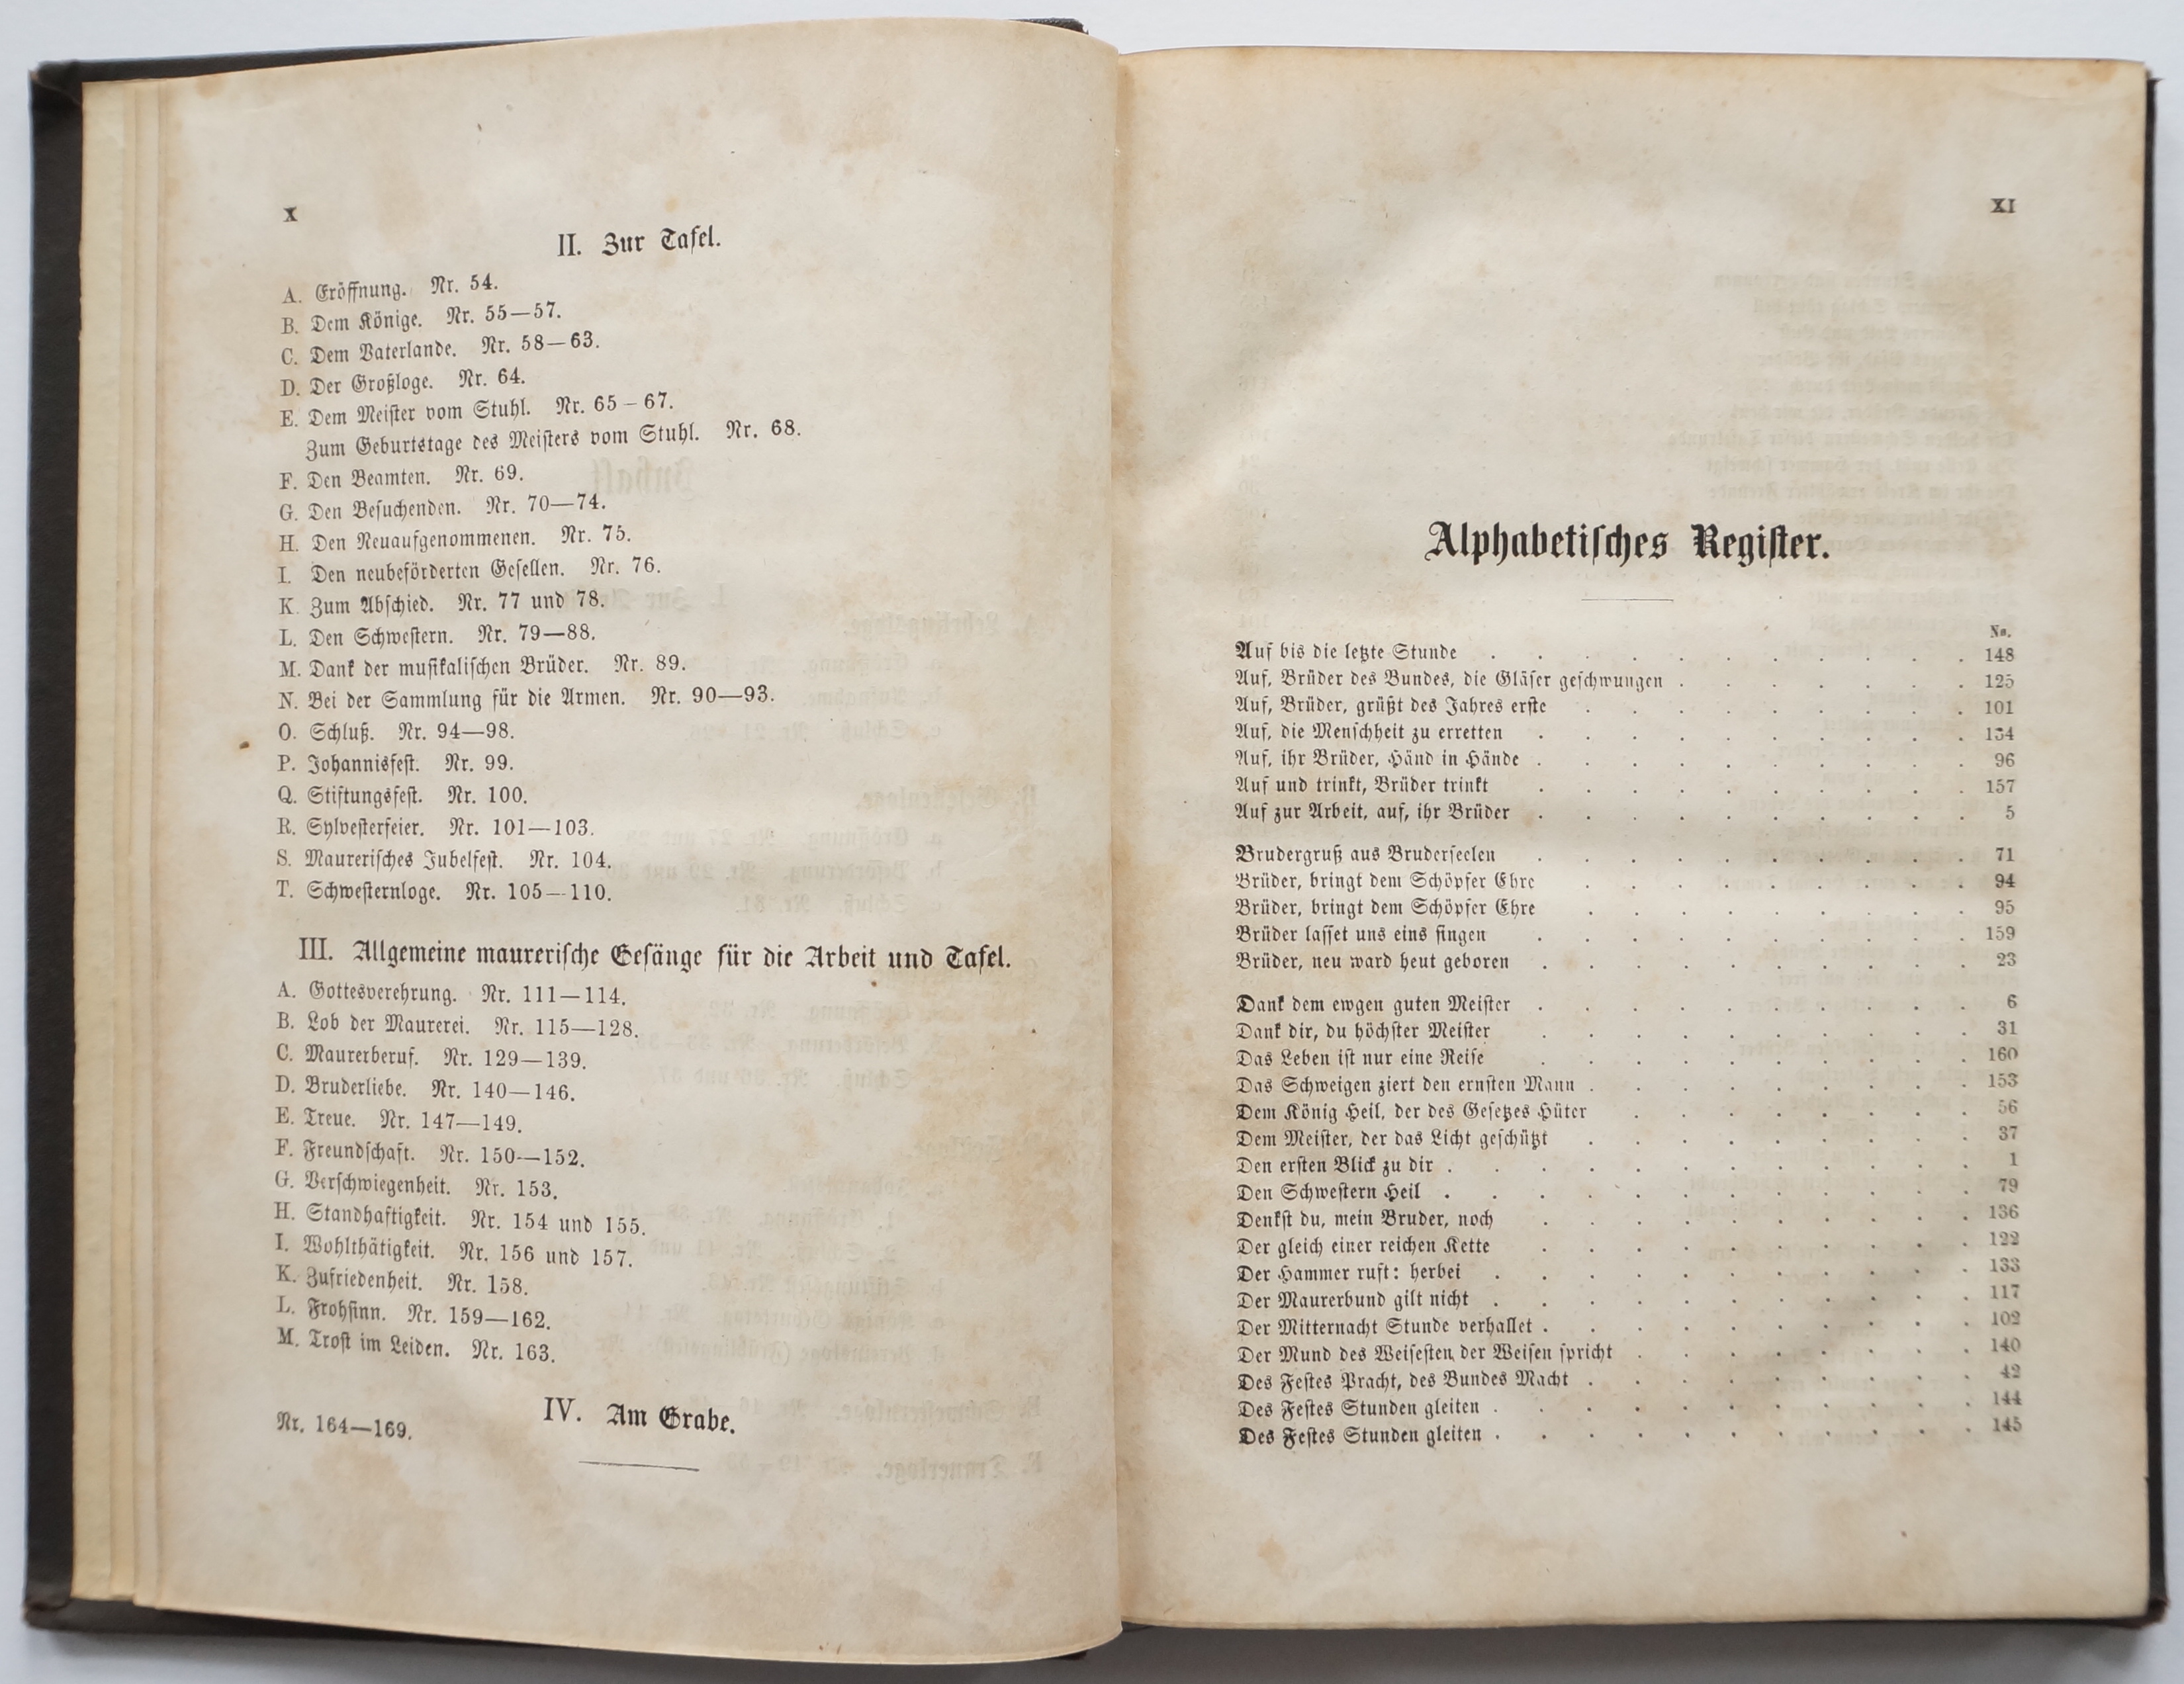 X
II. Zur Tafel.
A. Eröffnung. Nr. 54.
B. Dem Könige. Nr. 55—57.
C. Dem Vaterlande. Nr. 58—63.
D. Der Großloge. Nr. 64.
E. Dem Meiſter vom Stuhl. Nr. 65–67.
Zum Geburtstage des Meiſters vom Stuhl. Nr. 68.
F. Den Beamten. Nr. 69.
G. Den Beſuchenden. Nr. 70—74.
H. Den Neuaufgenommenen. Nr. 75.
I. Den neubeförderten Geſellen. Nr. 76.
K. Zum Abſchied. Nr. 77 und 78.
L. Den Schweſtern. Nr. 79—88.
M. Dank der muſikaliſchen Brüder. Nr. 89.
N. Bei der Sammlung für die Armen. Nr. 90—93.
O. Schluß. Nr. 94—98.
P. Johannisfeſt. Nr. 99.
Q. Stiftungsfeſt. Nr. 100.
R. Sylveſterfeier. Nr. 101—103.
S. Maureriſches Jubelfeſt. Nr. 104.
T. Schweſternloge. Nr. 105—110.
III. Allgemeine maureriſche Geſänge für die Arbeit und Tafel.
A. Gottesverehrung. Nr. 111—114.
B. Lob der Maurerei. Nr. 115—128.
C. Maurerberuf. Nr. 129—139.
D. Bruderliebe. Nr. 140—146.
E. Treue. Nr. 147—149.
F. Freundſchaft. Nr. 150—152.
G. Verſchwiegenheit. Nr. 153.
H. Standhaftigkeit. Nr. 154 und 155.
I. Wohlthätigkeit. Nr. 156 und 157.
K. Zufriedenheit. Nr. 158.
L. Frohſinn. Nr. 159—162.
M. Troſt im Leiden. Nr. 163.
IV. Am Grabe.
Nr. 164—169.
XI
Alphabetiſches Regiſter.
No.
Auf bis die letzte Stunde . . . . . . . . . . . 148
Auf, Brüder des Bundes, die Gläſer geſchwungen . . . . . . . 125
Auf, Brüder, grüßt des Jahres erſte . . . . . . . . . 101
Auf, die Menſchheit zu erretten . . . . . . . . . . 134
Auf, ihr Brüder, Händ in Hände . . . . . . . . . . 96
Auf und trinkt, Brüder trinkt . . . . . . . . . . 157
Auf zur Arbeit, auf, ihr Brüder . . . . . . . . . . 5
Brudergruß aus Bruderſeelen . . . . . . . . . . 71
Brüder, bringt dem Schöpfer Ehre . . . . . . . . . 94
Brüder, bringt dem Schöpfer Ehre . . . . . . . . . 95
Brüder laſſet uns eins ſingen . . . . . . . . . . 159
Brüder, neu ward heut geboren . . . . . . . . . . 23
Dank dem ewgen guten Meiſter . . . . . . . . . . 6
Dank dir, du höchſter Meiſter . . . . . . . . . . 31
Das Leben iſt nur eine Reiſe . . . . . . . . . . 160
Das Schweigen ziert den ernſten Mann . . . . . . . . . 153
Dem König Heil, der des Geſetzes Hüter . . . . . . . . 56
Dem Meiſter, der das Licht geſchützt . . . . . . . . . 37
Den erſten Blick zu dir . . . . . . . . . . . . 1
Den Schweſtern Heil . . . . . . . . . . . . 79
Denkſt du, mein Bruder, noch . . . . . . . . . . 136
Der gleich einer reichen Kette . . . . . . . . . . 122
Der Hammer ruft: herbei . . . . . . . . . . . 133
Der Maurerbund gilt nicht . . . . . . . . . . . 117
Der Mitternacht Stunde verhallet . . . . . . . . . . 102
Der Mund des Weiſeſten der Weiſen ſpricht . . . . . . . . 140
Des Feſtes Pracht, des Bundes Macht . . . . . . . . . 42
Des Feſtes Stunden gleiten . . . . . . . . . . . 144
Des Feſtes Stunden gleiten . . . . . . . . . . . 145